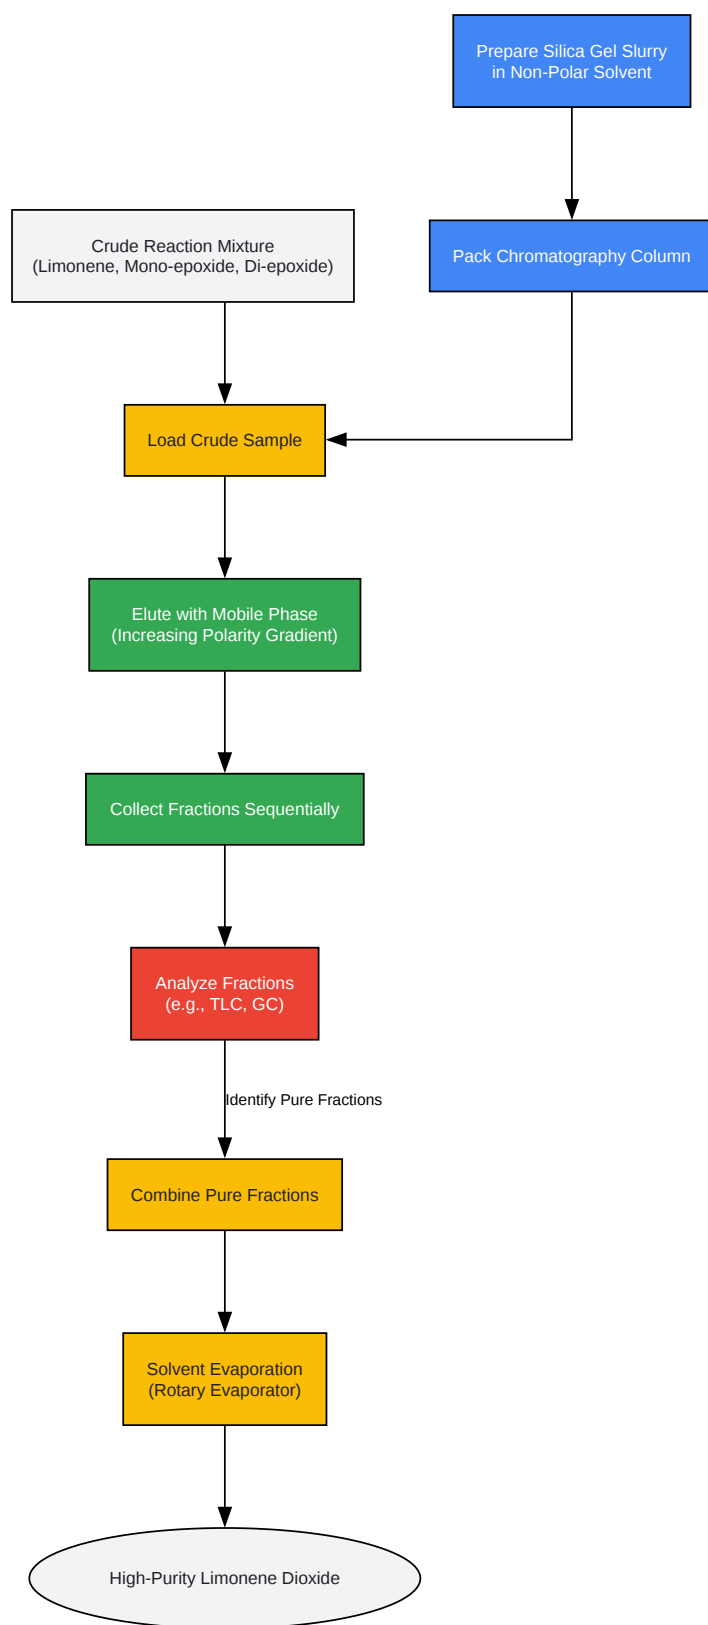 Prepare Silica Gel Slurry
in Non-Polar Solvent
Crude Reaction Mixture
(Limonene, Mono-epoxide, Di-epoxide)
Pack Chromatography Column
Load Crude Sample
Elute with Mobile Phase
(Increasing Polarity Gradient)
Collect Fractions Sequentially
Analyze Fractions
(e.g., TLC, GC)
Identify Pure Fractions
Combine Pure Fractions
Solvent Evaporation
(Rotary Evaporator)
High-Purity Limonene Dioxide